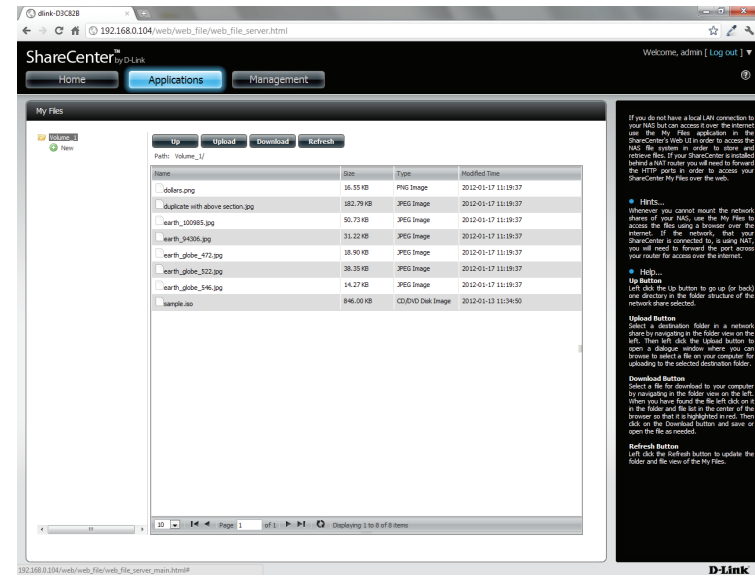 dlink-D3C82B
192.168.0.104/web/web_file/web_file_server.html
ShareCenter™ by D-Link
Welcome, admin [ Log out ] ▼
Home
Applications
Management
My Files
Volume_1
New
Up
Upload
Download
Refresh
Path: Volume_1/
Name Size Type Modified Time
dollars.png 16.55 KB PNG Image 2012-01-17 11:19:37
duplicate with above section.jpg 182.79 KB JPEG Image 2012-01-17 11:19:37
earth_100985.jpg 50.73 KB JPEG Image 2012-01-17 11:19:37
earth_94306.jpg 31.22 KB JPEG Image 2012-01-17 11:19:37
earth_globe_472.jpg 18.90 KB JPEG Image 2012-01-17 11:19:37
earth_globe_522.jpg 38.35 KB JPEG Image 2012-01-17 11:19:37
earth_globe_546.jpg 14.27 KB JPEG Image 2012-01-17 11:19:37
sample.iso 846.00 KB CD/DVD Disk Image 2012-01-13 11:34:50
10 Page 1 of 1 Displaying 1 to 8 of 8 items
If you do not have a local LAN connection to
your NAS but can access it over the internet
use the My Files application in the
ShareCenter's Web UI in order to access the
NAS file system in order to store and
retrieve files. If your ShareCenter is installed
behind a NAT router you will need to forward
the HTTP ports in order to access your
ShareCenter My Files over the web.
Hints...
Whenever you cannot mount the network
shares of your NAS, use the My Files to
access the files using a browser over the
internet. If the network, that your
ShareCenter is connected to, is using NAT,
you will need to forward the port across
your router for access over the internet.
Help...
Up Button
Left click the Up button to go up (or back)
one directory in the folder structure of the
network share selected.
Upload Button
Select a destination folder in a network
share by navigating in the folder view on the
left. Then left click the Upload button to
open a dialogue window where you can
browse to select a file on your computer for
uploading to the selected destination folder.
Download Button
Select a file for download to your computer
by navigating in the folder view on the left.
When you have found the file left click on it
in the folder and file list in the center of the
browser so that it is highlighted in red. Then
click on the Download button and save or
open the file as needed.
Refresh Button
Left click the Refresh button to update the
folder and file view of the My Files.
192.168.0.104/web/web_file/web_file_server_main.html#
D-Link